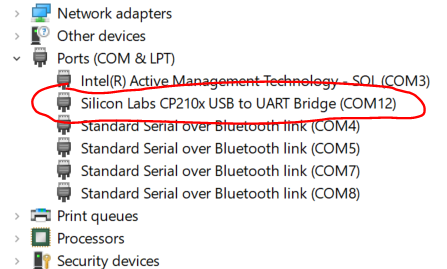 Network adapters
Other devices
Ports (COM & LPT)
Intel(R) Active Management Technology - SOL (COM3)
Silicon Labs CP210x USB to UART Bridge (COM12)
Standard Serial over Bluetooth link (COM4)
Standard Serial over Bluetooth link (COM5)
Standard Serial over Bluetooth link (COM7)
Standard Serial over Bluetooth link (COM8)
Print queues
Processors
Security devices